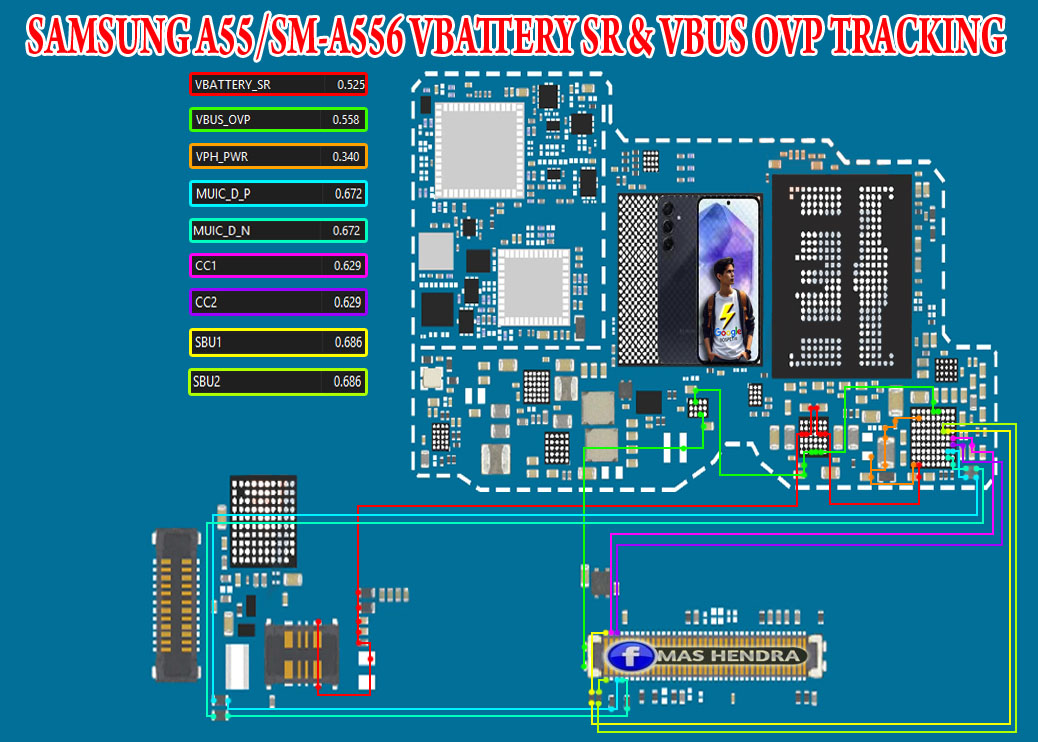 SAMSUNG A55/SM-A556 VBATTERY SR & VBUS OVP TRACKING
VBATTERY_SR 0.525
VBUS_OVP 0.558
VPH_PWR 0.340
MUIC_D_P 0.672
MUIC_D_N 0.672
CC1 0.629
CC2 0.629
SBU1 0.686
SBU2 0.686
Google
f MAS HENDRA